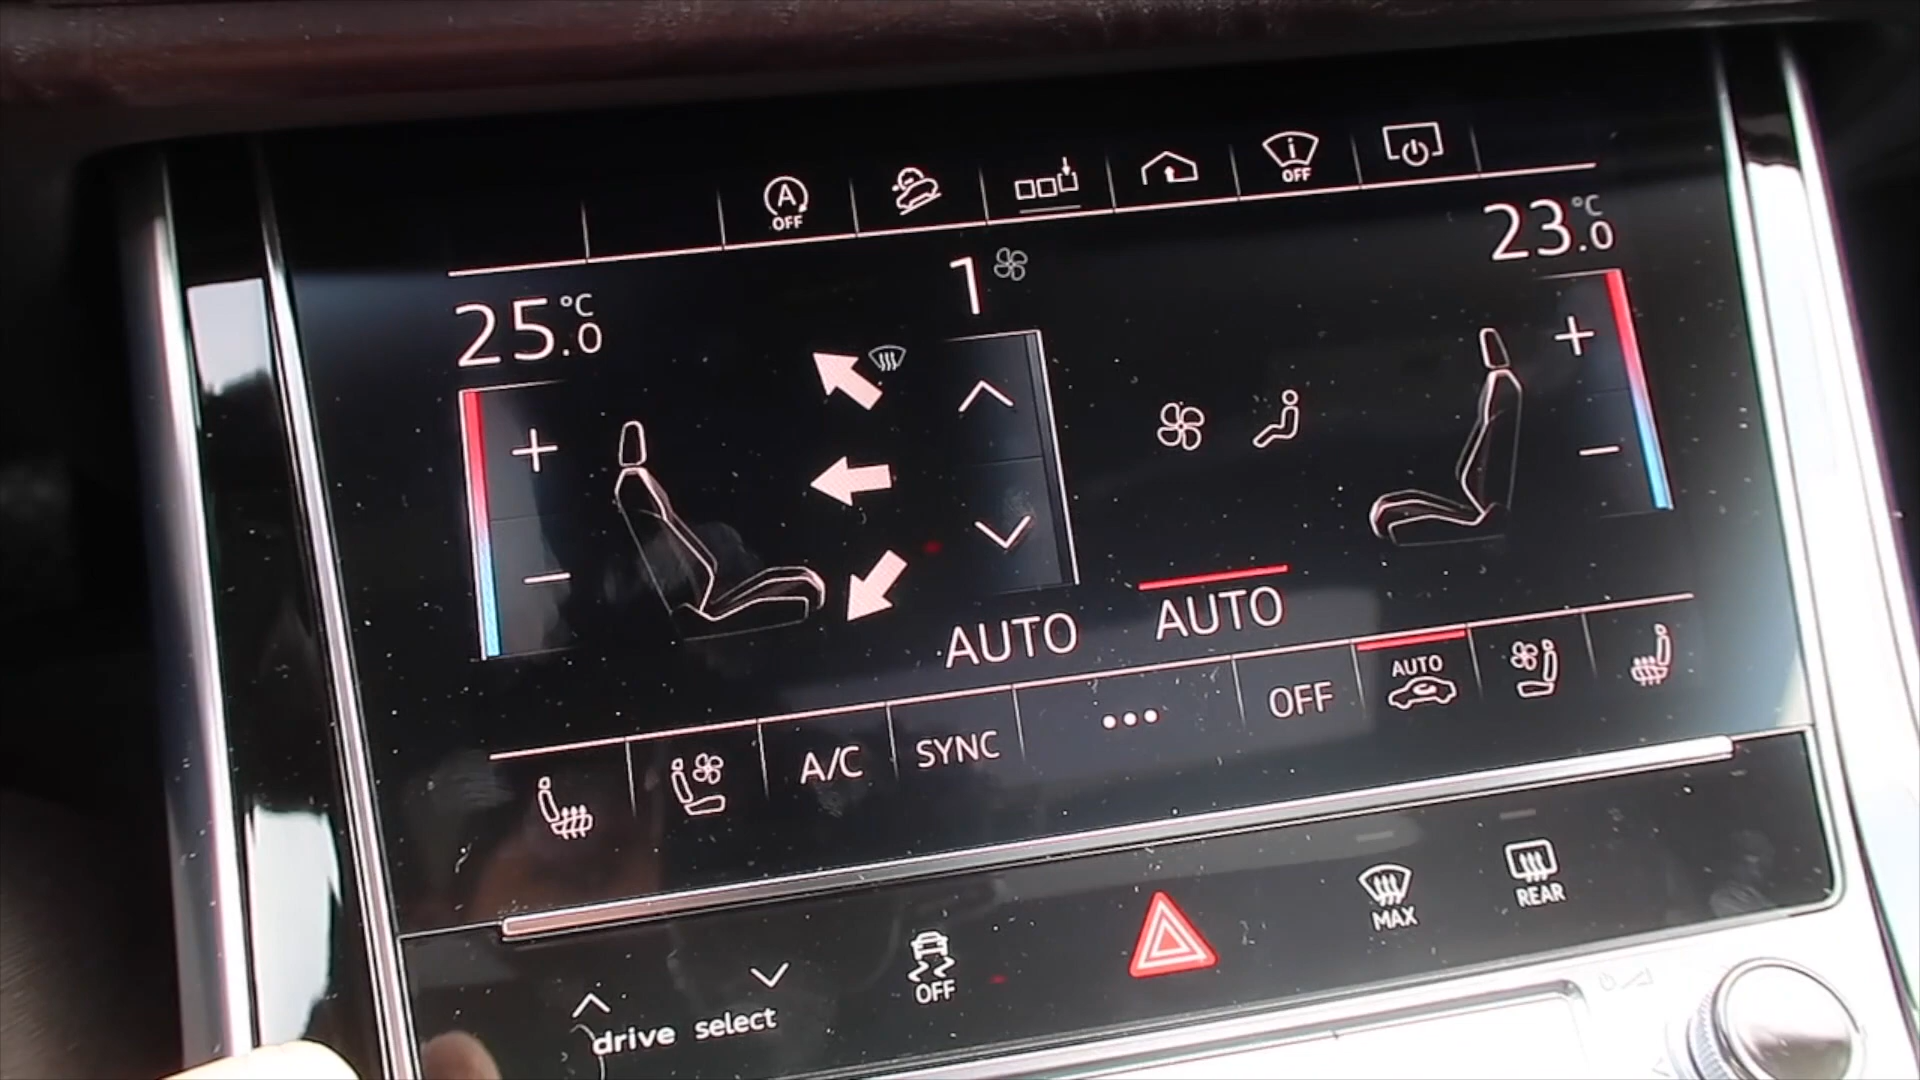 OFF
OFF
25.0 °C
1
23.0 °C
AUTO
AUTO
A/C
SYNC
...
OFF
AUTO
OFF
MAX
REAR
drive select